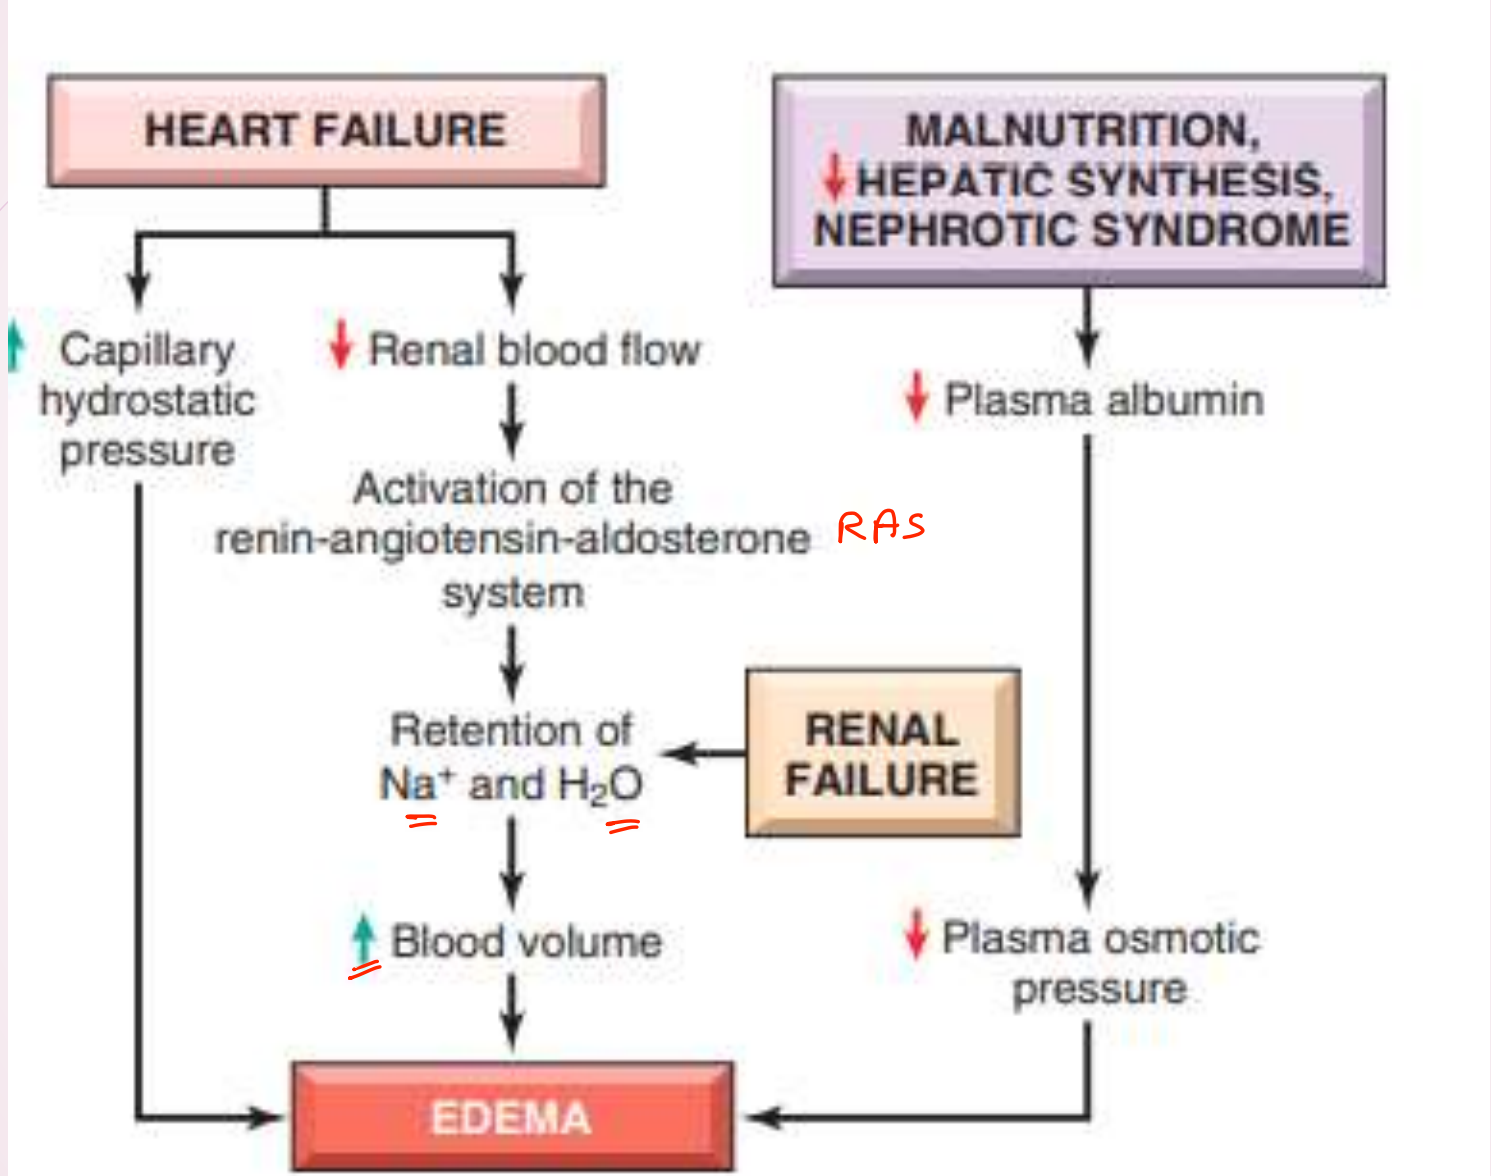 HEART FAILURE
MALNUTRITION,
↓ HEPATIC SYNTHESIS,
NEPHROTIC SYNDROME
↑ Capillary
hydrostatic
pressure
↓ Renal blood flow
↓ Plasma albumin
Activation of the
renin-angiotensin-aldosterone
system
RAS
Retention of
Na⁺ and H₂O
RENAL
FAILURE
↑ Blood volume
↓ Plasma osmotic
pressure
EDEMA